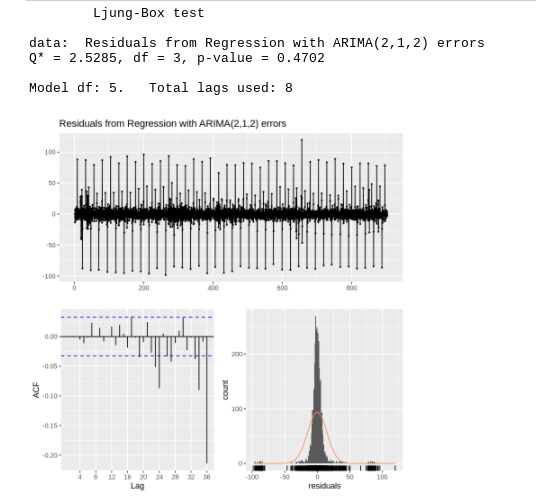 Ljung-Box test
data:  Residuals from Regression with ARIMA(2,1,2) errors
Q* = 2.5285, df = 3, p-value = 0.4702
Model df: 5.   Total lags used: 8
Residuals from Regression with ARIMA(2,1,2) errors
100
50
0
-50
-100
0 200 400 600 800
0.00
-0.05
-0.10
-0.15
-0.20
ACF
4 8 12 16 20 24 28 32 36
Lag
200
100
0
count
-100 -50 0 50 100
residuals